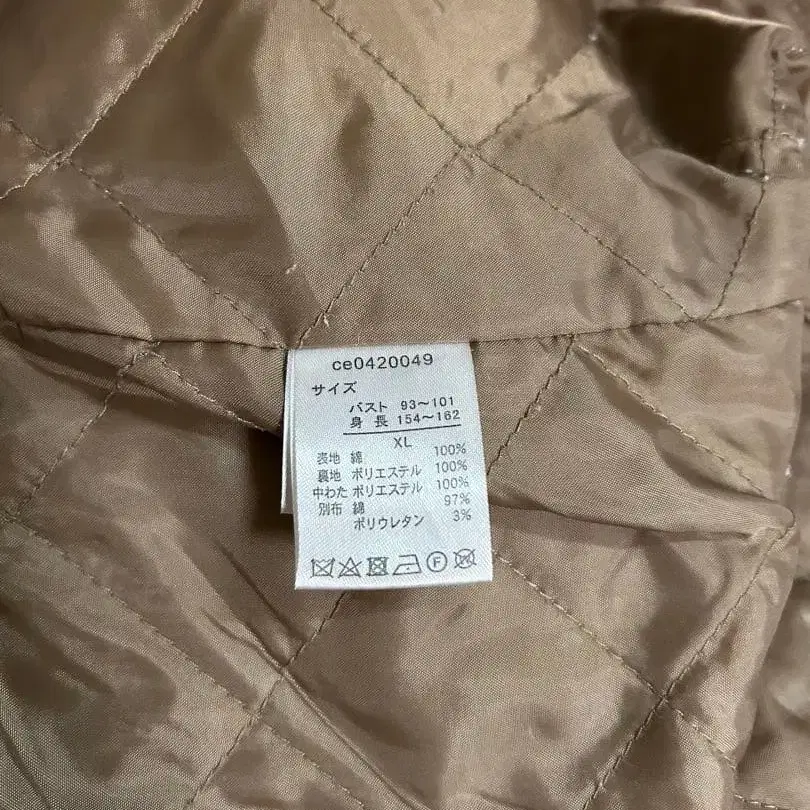 ce0420049
サイズ
バスト 93～101
身長 154～162
XL
表地 綿 100%
裏地 ポリエステル 100%
中わた ポリエステル 100%
別布 綿 97%
ポリウレタン 3%
F W